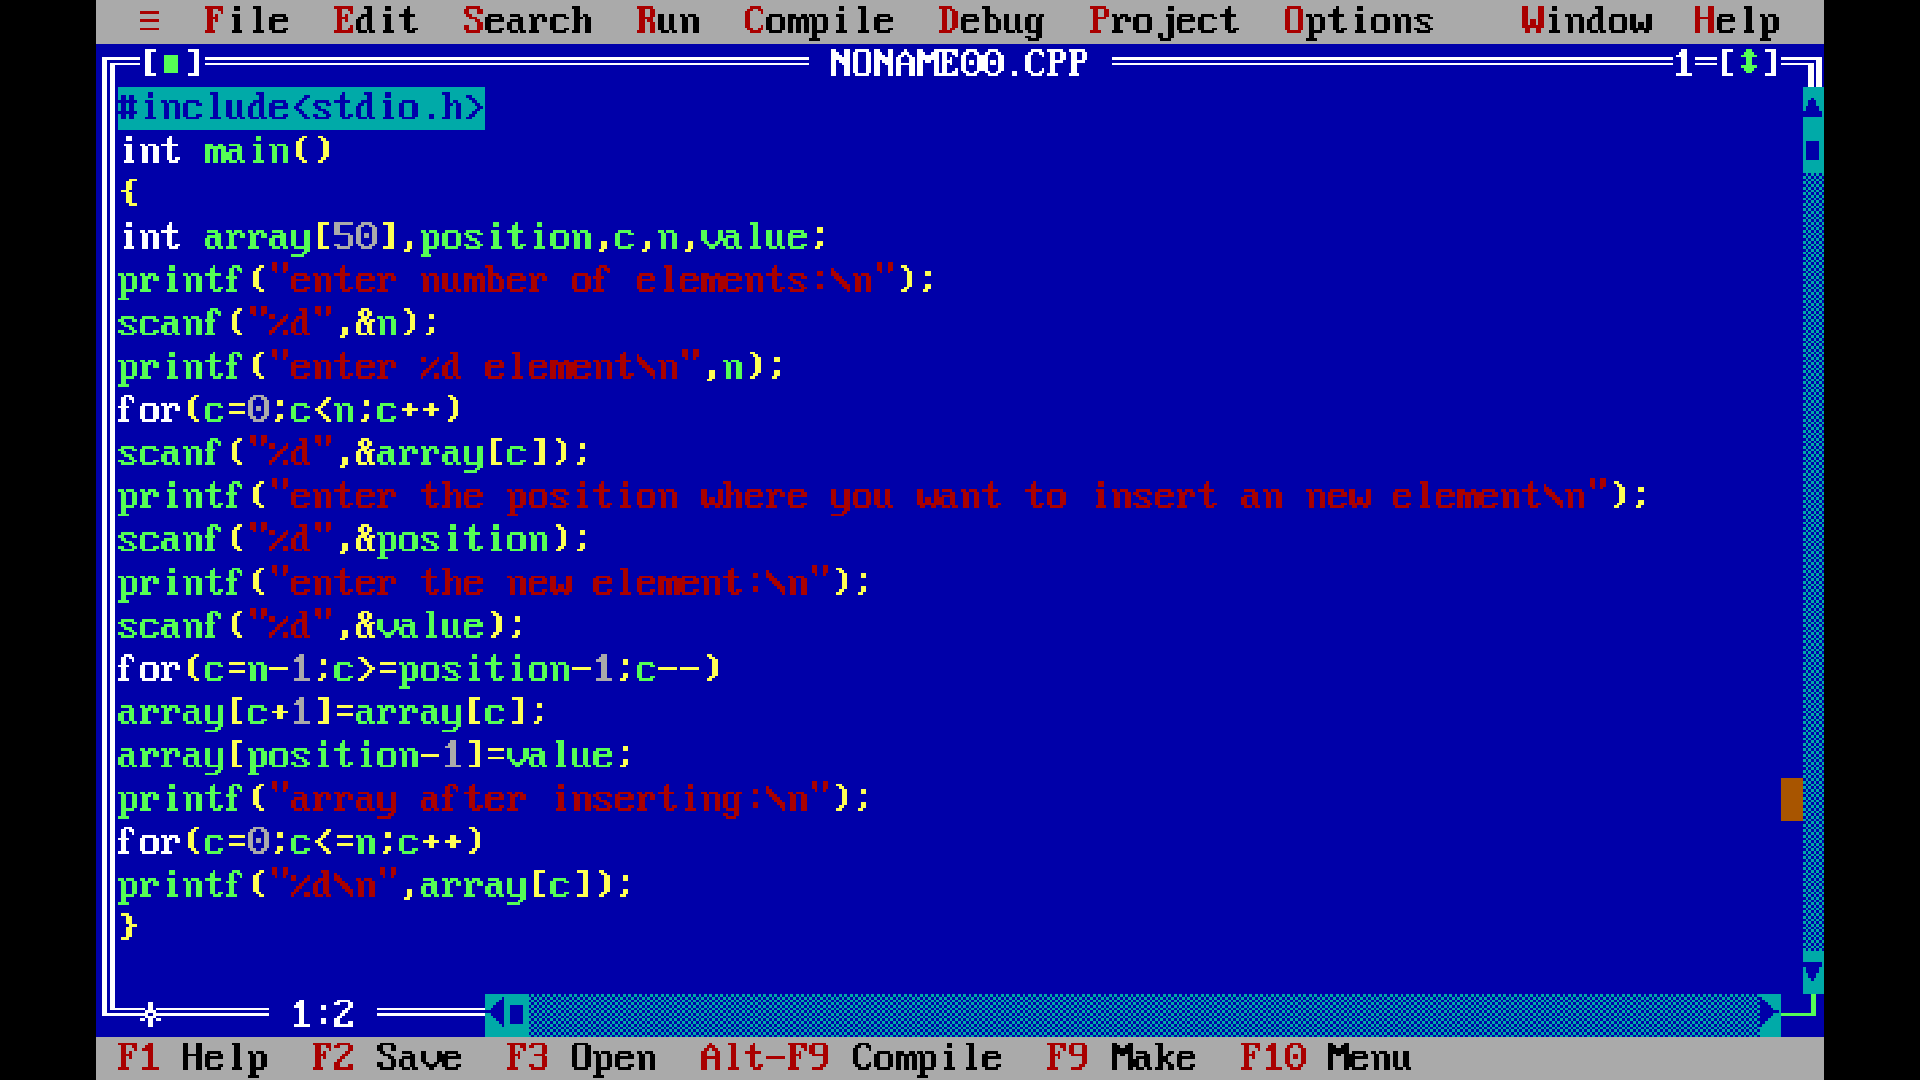 ≡ File Edit Search Run Compile Debug Project Options Window Help
[■] NONAME00.CPP 1=[↕]
#include<stdio.h>
int main()
{
int array[50],position,c,n,value;
printf("enter number of elements:\n");
scanf("%d",&n);
printf("enter %d element\n",n);
for(c=0;c<n;c++)
scanf("%d",&array[c]);
printf("enter the position where you want to insert an new element\n");
scanf("%d",&position);
printf("enter the new element:\n");
scanf("%d",&value);
for(c=n-1;c>=position-1;c--)
array[c+1]=array[c];
array[position-1]=value;
printf("array after inserting:\n");
for(c=0;c<=n;c++)
printf("%d\n",array[c]);
}
1:2
F1 Help F2 Save F3 Open Alt-F9 Compile F9 Make F10 Menu